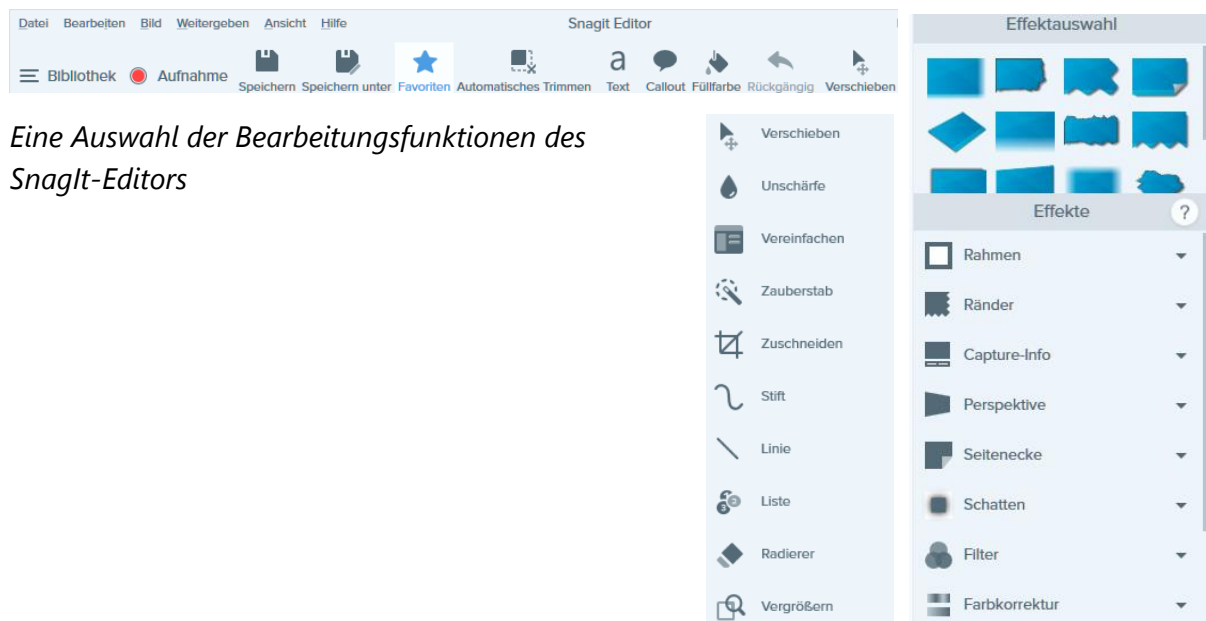 Datei Bearbeiten Bild Weitergeben Ansicht Hilfe Snagit Editor
Bibliothek Aufnahme
Speichern Speichern unter Favoriten Automatisches Trimmen Text Callout Füllfarbe Rückgängig Verschieben
Eine Auswahl der Bearbeitungsfunktionen des
SnagIt-Editors
Verschieben
Unschärfe
Vereinfachen
Zauberstab
Zuschneiden
Stift
Linie
Liste
Radierer
Vergrößern
Effektauswahl
Effekte ?
Rahmen
Ränder
Capture-Info
Perspektive
Seitenecke
Schatten
Filter
Farbkorrektur